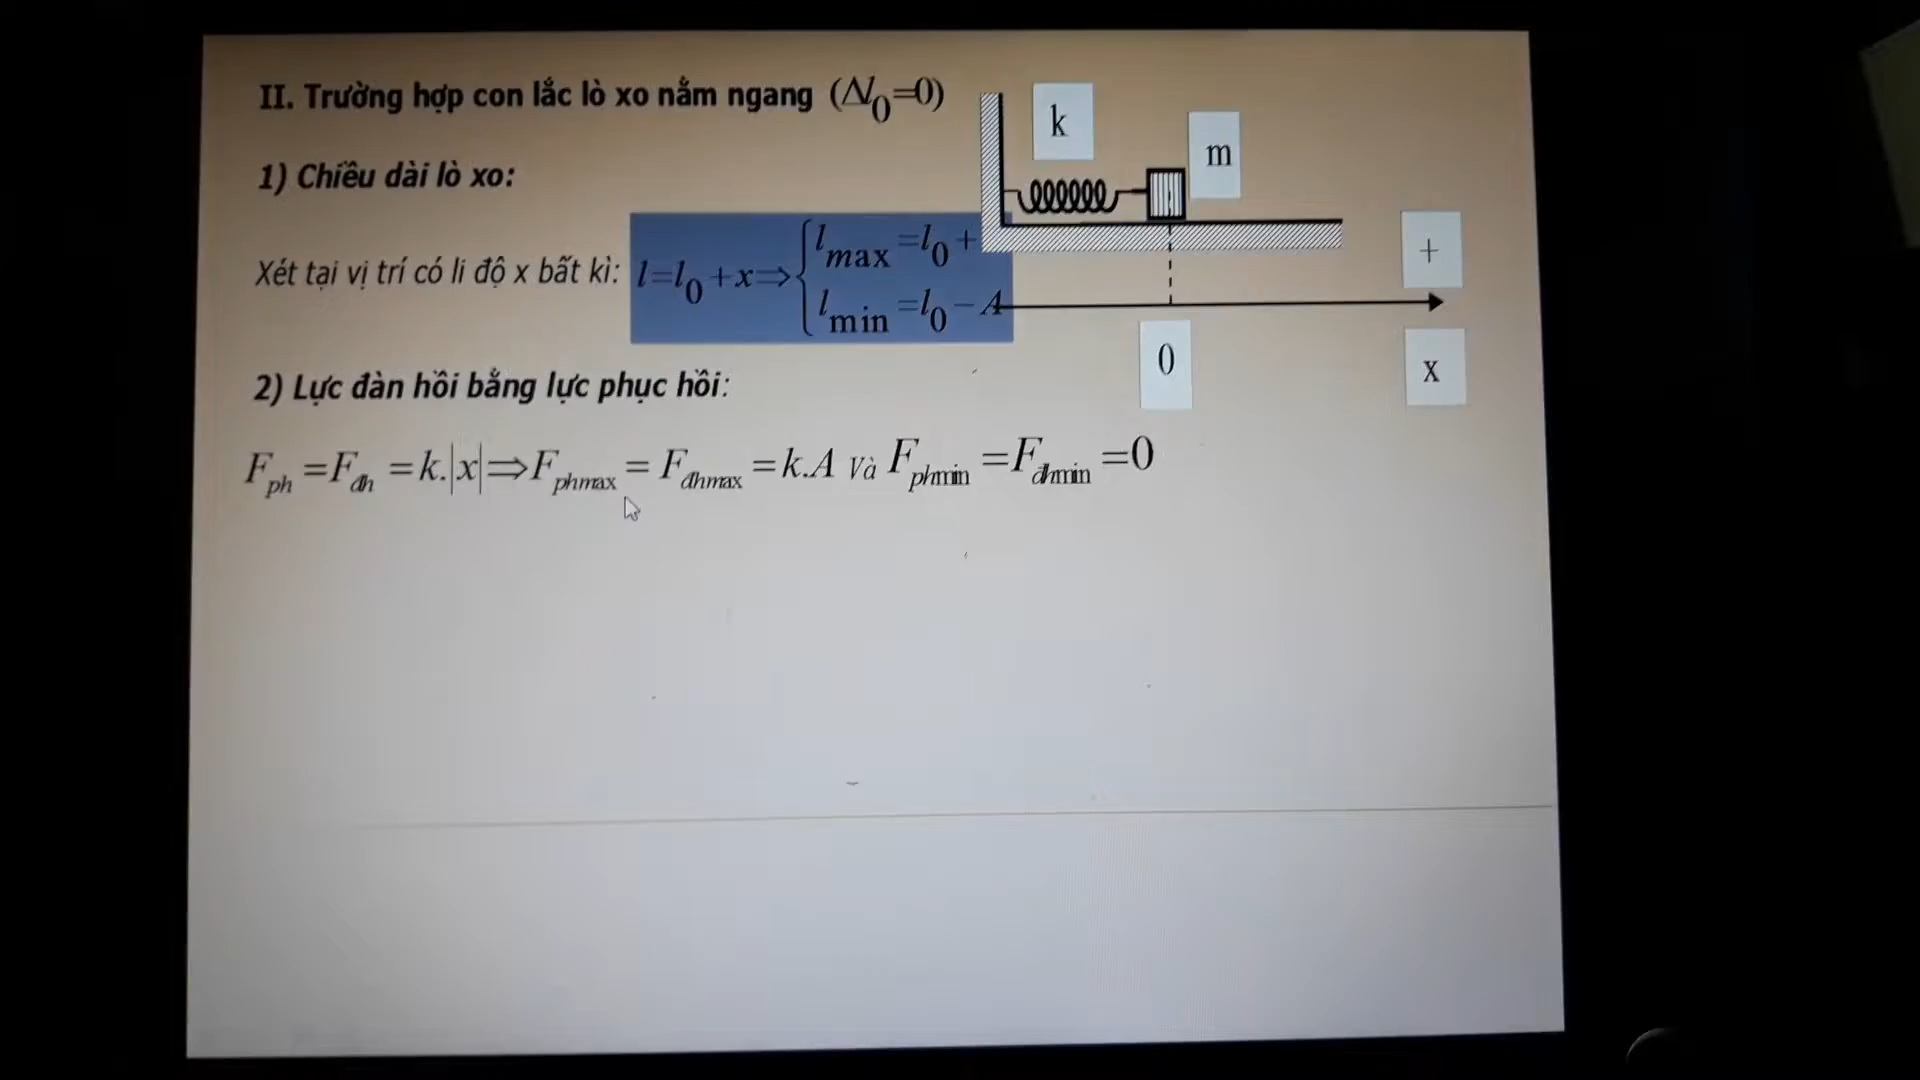 II. Trường hợp con lắc lò xo nằm ngang (Δl₀=0)
k
m
1) Chiều dài lò xo:
Xét tại vị trí có li độ x bất kì: l=l₀+x⇒{lmax=l₀+
lmin=l₀−A
+
0
x
2) Lực đàn hồi bằng lực phục hồi:
Fph=Fđh=k.|x|⇒Fphmax=Fđhmax=k.A Và Fphmin=Fđhmin=0